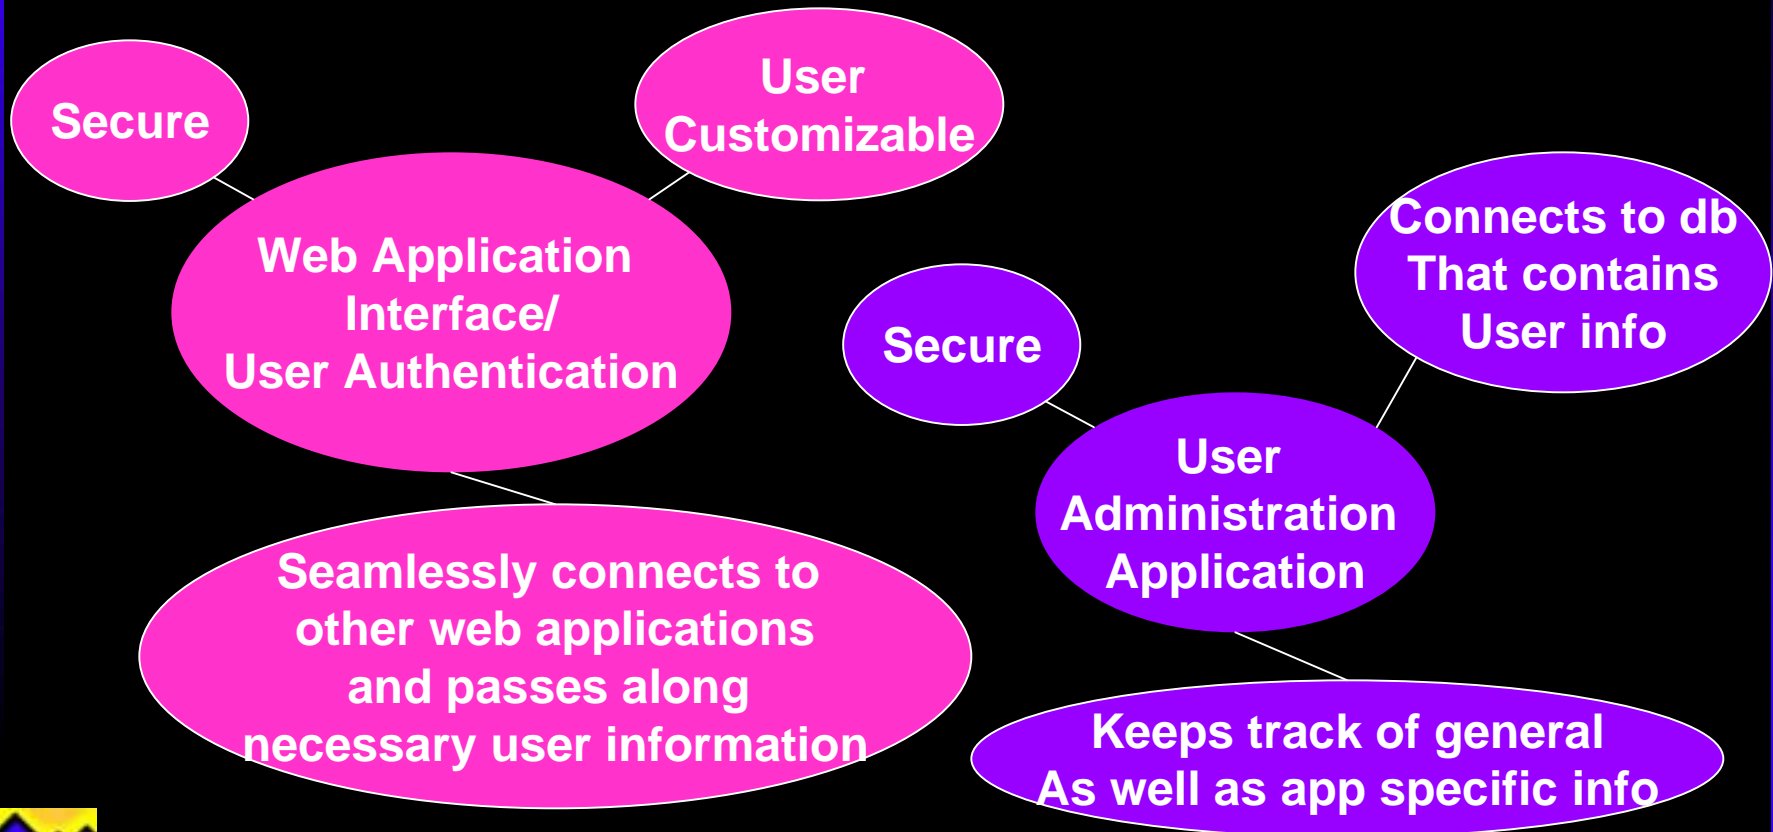 Secure
User
Customizable
Web Application
Interface/
User Authentication
Seamlessly connects to
other web applications
and passes along
necessary user information
Secure
Connects to db
That contains
User info
User
Administration
Application
Keeps track of general
As well as app specific info